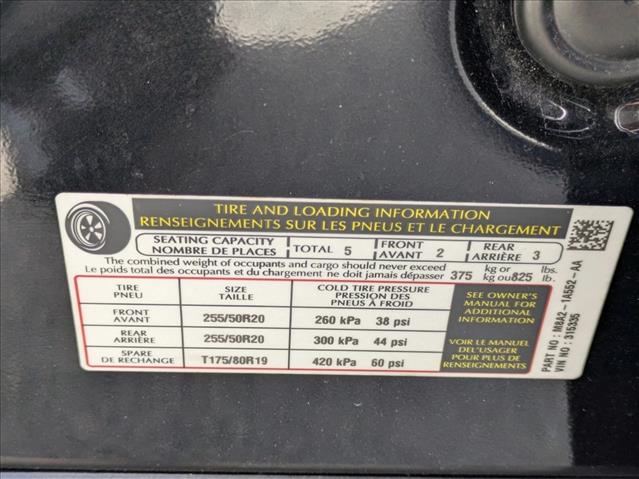 TIRE AND LOADING INFORMATION
RENSEIGNEMENTS SUR LES PNEUS ET LE CHARGEMENT
SEATING CAPACITY
NOMBRE DE PLACES
TOTAL 5
FRONT
AVANT 2
REAR
ARRIÈRE 3
The combined weight of occupants and cargo should never exceed
Le poids total des occupants et du chargement ne doit jamais dépasser
375 kg or
kg ou 825 lbs.
lb.
TIRE
PNEU
SIZE
TAILLE
COLD TIRE PRESSURE
PRESSION DES
PNEUS À FROID
FRONT
AVANT
255/50R20
260 kPa 38 psi
REAR
ARRIÈRE
255/50R20
300 kPa 44 psi
SPARE
DE RECHANGE
T175/80R19
420 kPa 60 psi
SEE OWNER'S
MANUAL FOR
ADDITIONAL
INFORMATION
VOIR LE MANUEL
DE L'USAGER
POUR PLUS DE
RENSEIGNEMENTS
PART NO : M8A2-1A552-AA
VIN NO : 315335